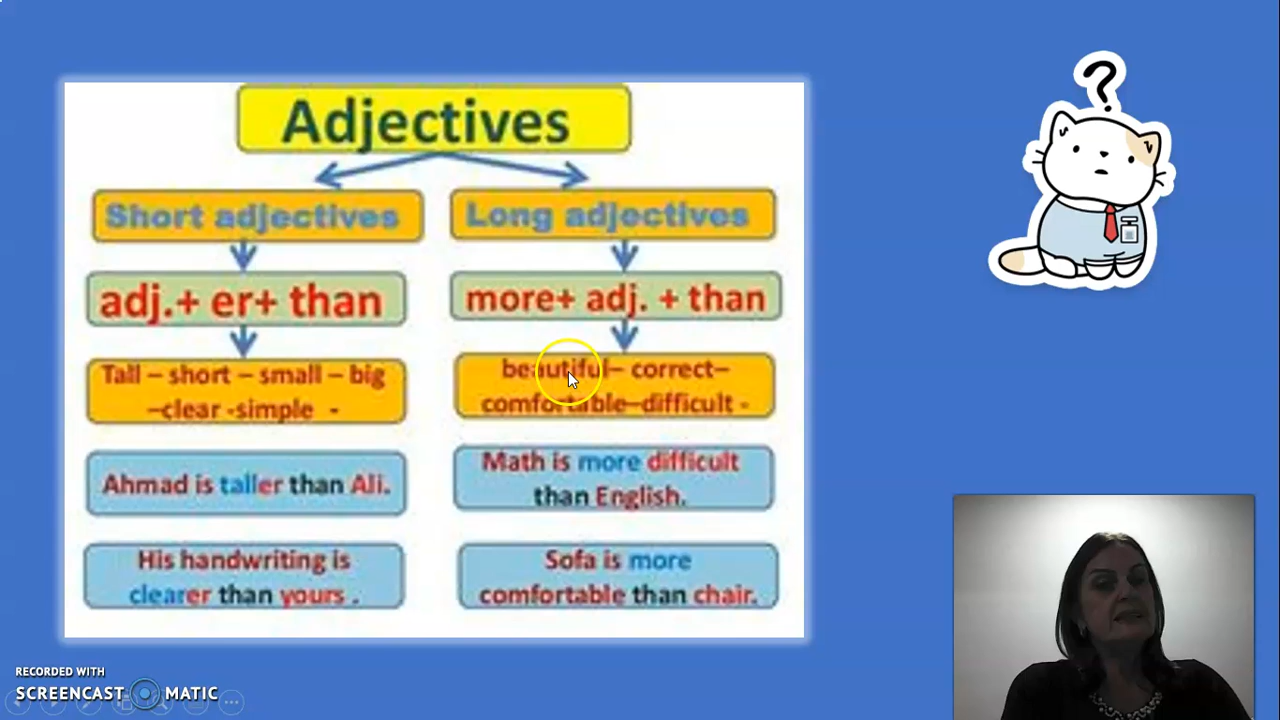 ?
Adjectives
Short adjectives
Long adjectives
adj.+ er+ than
more+ adj. + than
Tall – short – small – big
–clear -simple -
beautiful– correct–
comfortable–difficult -
Ahmad is taller than Ali.
Math is more difficult
than English.
His handwriting is
clearer than yours .
Sofa is more
comfortable than chair.
RECORDED WITH
SCREENCAST MATIC